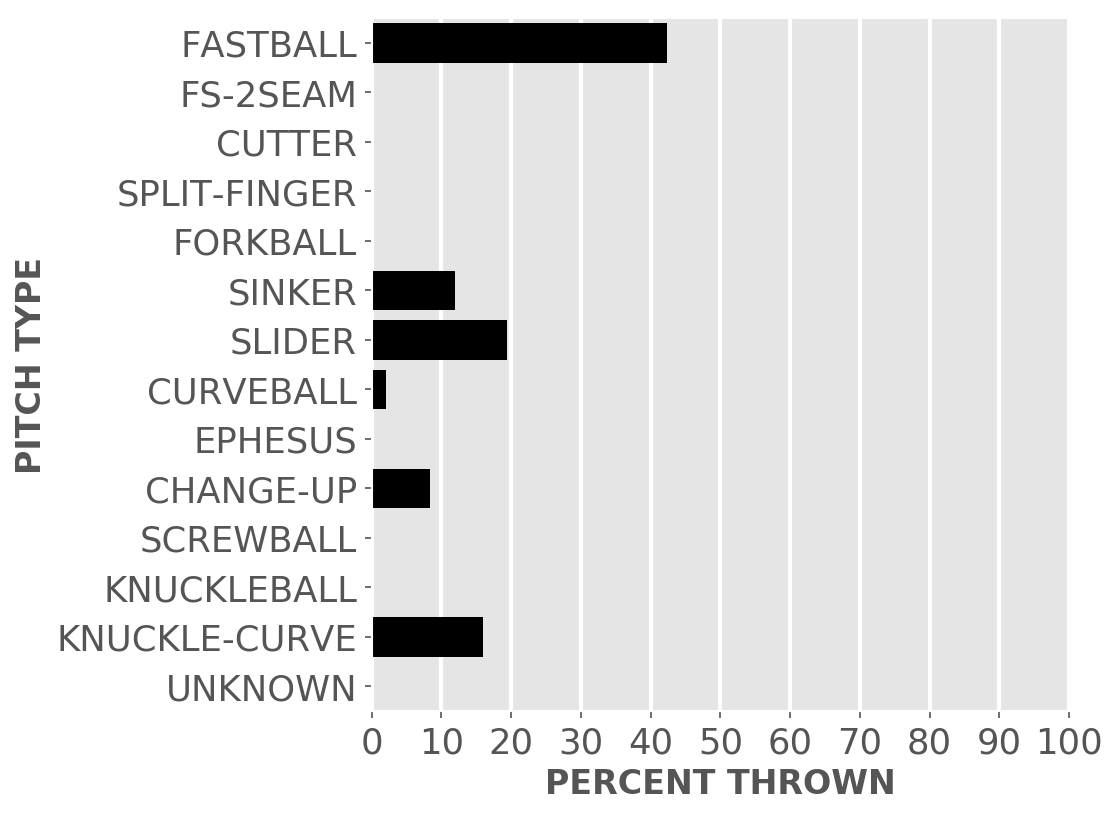 PITCH TYPE
FASTBALL
FS-2SEAM
CUTTER
SPLIT-FINGER
FORKBALL
SINKER
SLIDER
CURVEBALL
EPHESUS
CHANGE-UP
SCREWBALL
KNUCKLEBALL
KNUCKLE-CURVE
UNKNOWN
0 10 20 30 40 50 60 70 80 90 100
PERCENT THROWN